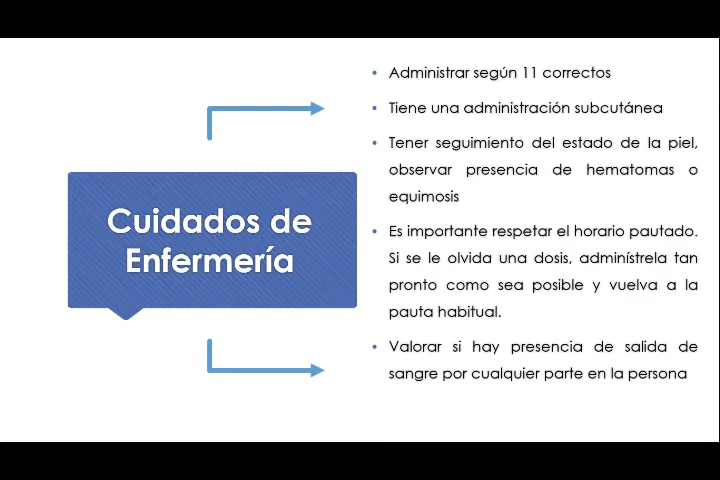 Cuidados de
Enfermería
• Administrar según 11 correctos
• Tiene una administración subcutánea
• Tener seguimiento del estado de la piel,
observar presencia de hematomas o
equimosis
• Es importante respetar el horario pautado.
Si se le olvida una dosis, adminístrela tan
pronto como sea posible y vuelva a la
pauta habitual.
• Valorar si hay presencia de salida de
sangre por cualquier parte en la persona